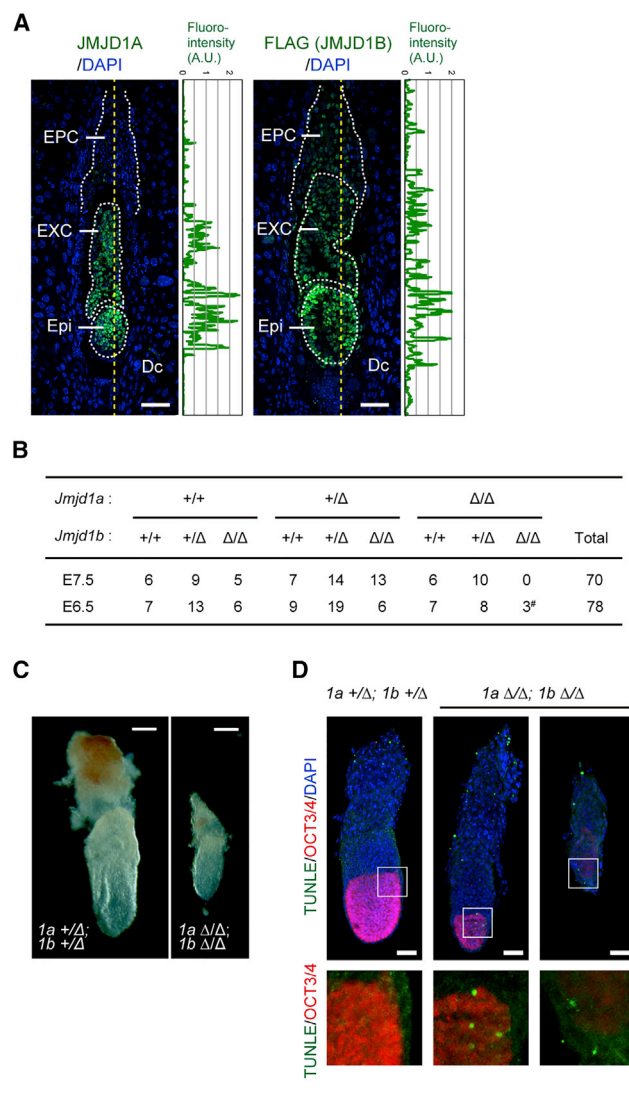 A
JMJD1A
/DAPI
Fluoro-
intensity
(A.U.)
0 1 2
FLAG (JMJD1B)
/DAPI
Fluoro-
intensity
(A.U.)
0 1 2
EPC
EXC
Epi
Dc
EPC
EXC
Epi
Dc
B
Jmjd1a : +/+ +/Δ Δ/Δ
Jmjd1b : +/+ +/Δ Δ/Δ +/+ +/Δ Δ/Δ +/+ +/Δ Δ/Δ Total
E7.5 6 9 5 7 14 13 6 10 0 70
E6.5 7 13 6 9 19 6 7 8 3# 78
C
1a +/Δ;
1b +/Δ
1a Δ/Δ;
1b Δ/Δ
D
1a +/Δ; 1b +/Δ
1a Δ/Δ; 1b Δ/Δ
TUNLE/OCT3/4/DAPI
TUNLE/OCT3/4